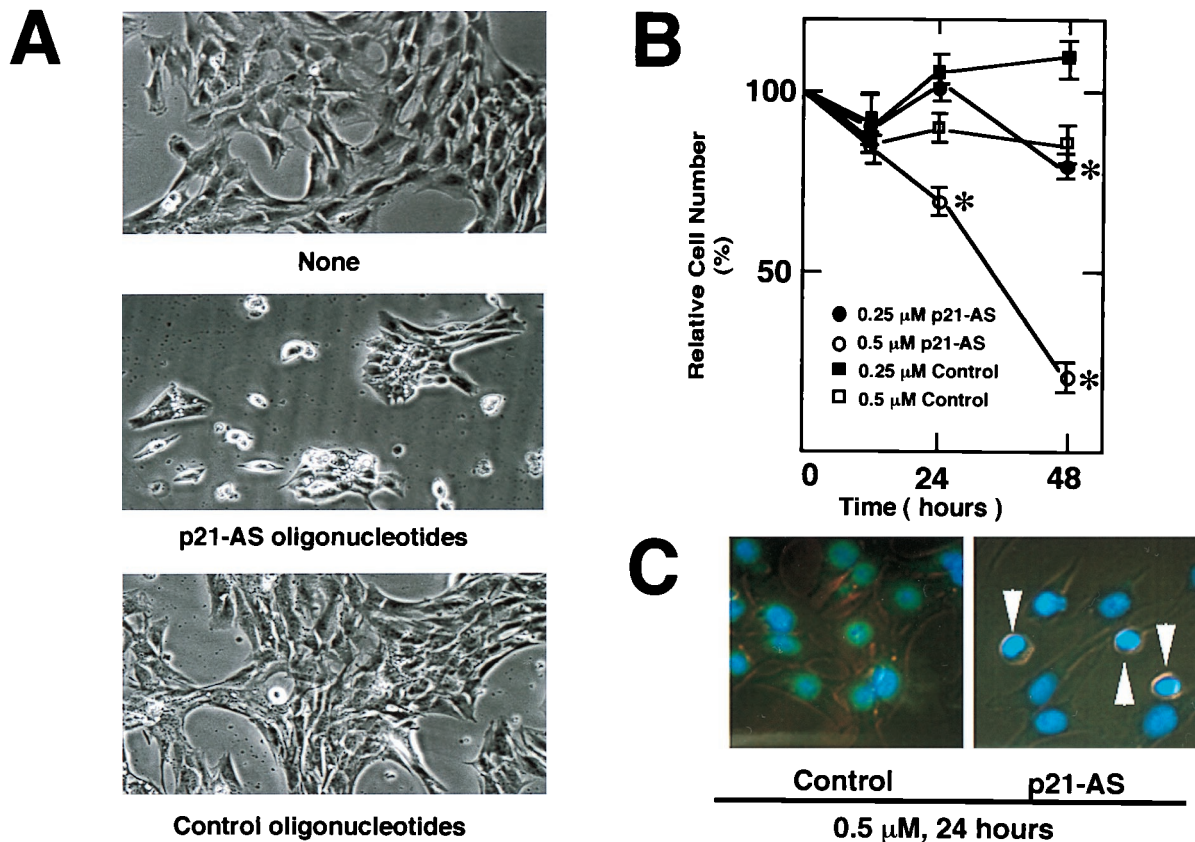 A
None
p21-AS oligonucleotides
Control oligonucleotides
B
100
50
Relative Cell Number
(%)
0.25 μM p21-AS
0.5 μM p21-AS
0.25 μM Control
0.5 μM Control
*
*
*
0
24
48
Time ( hours )
C
Control
p21-AS
0.5 μM, 24 hours